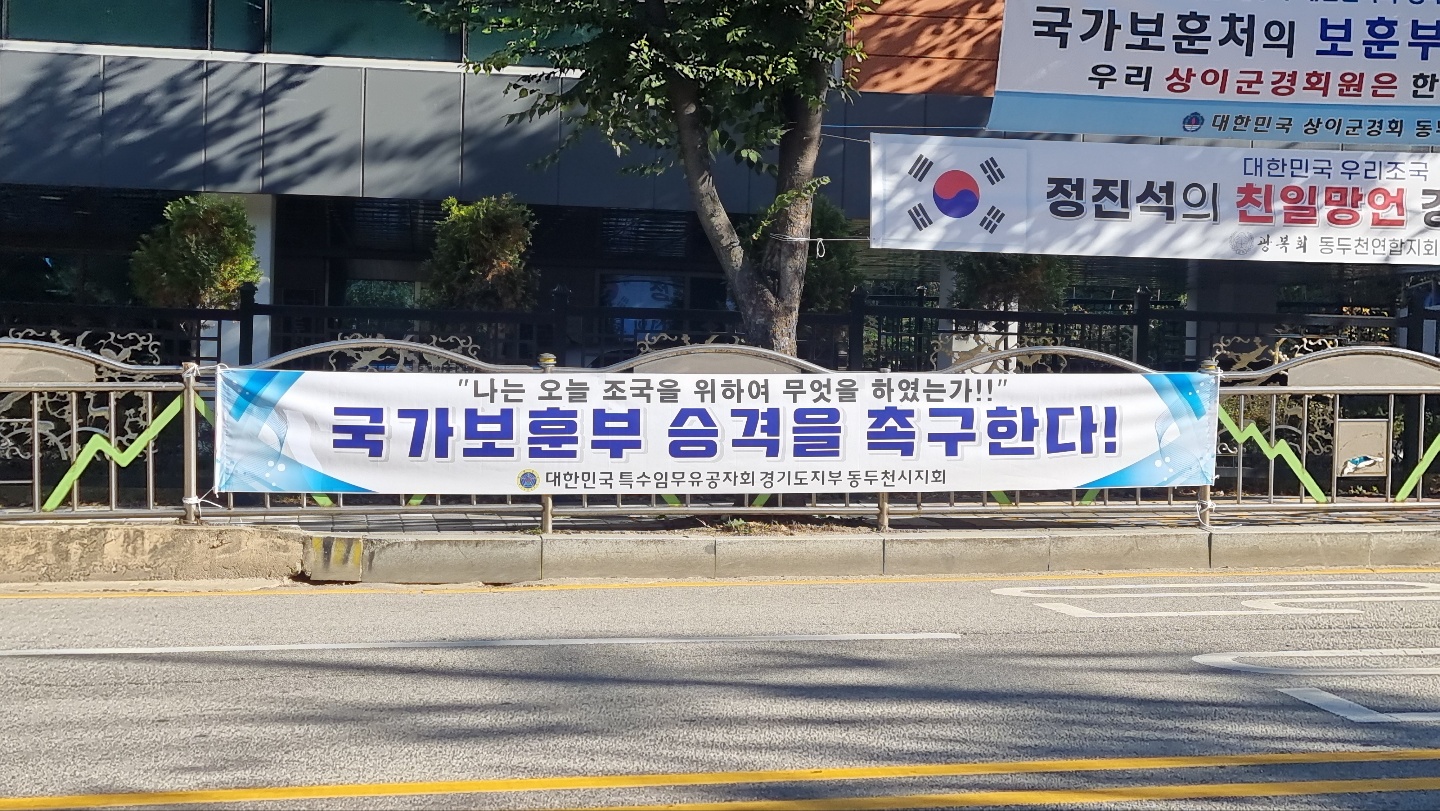 국가보훈처의 보훈부
우리 상이군경회원은 한
대한민국 상이군경회 동
대한민국 우리조국
정진석의 친일망언
광복회 동두천연합지회
"나는 오늘 조국을 위하여 무엇을 하였는가!!"
국가보훈부 승격을 촉구한다!
대한민국 특수임무유공자회 경기도지부 동두천시지회